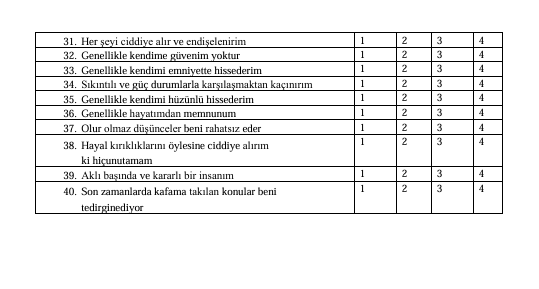 31. Her şeyi ciddiye alır ve endişelenirim 1 2 3 4
32. Genellikle kendime güvenim yoktur 1 2 3 4
33. Genellikle kendimi emniyette hissederim 1 2 3 4
34. Sıkıntılı ve güç durumlarla karşılaşmaktan kaçınırım 1 2 3 4
35. Genellikle kendimi hüzünlü hissederim 1 2 3 4
36. Genellikle hayatımdan memnunum 1 2 3 4
37. Olur olmaz düşünceler beni rahatsız eder 1 2 3 4
38. Hayal kırıklıklarını öylesine ciddiye alırım 1 2 3 4
ki hiçunutamam
39. Aklı başında ve kararlı bir insanım 1 2 3 4
40. Son zamanlarda kafama takılan konular beni 1 2 3 4
tedirginediyor